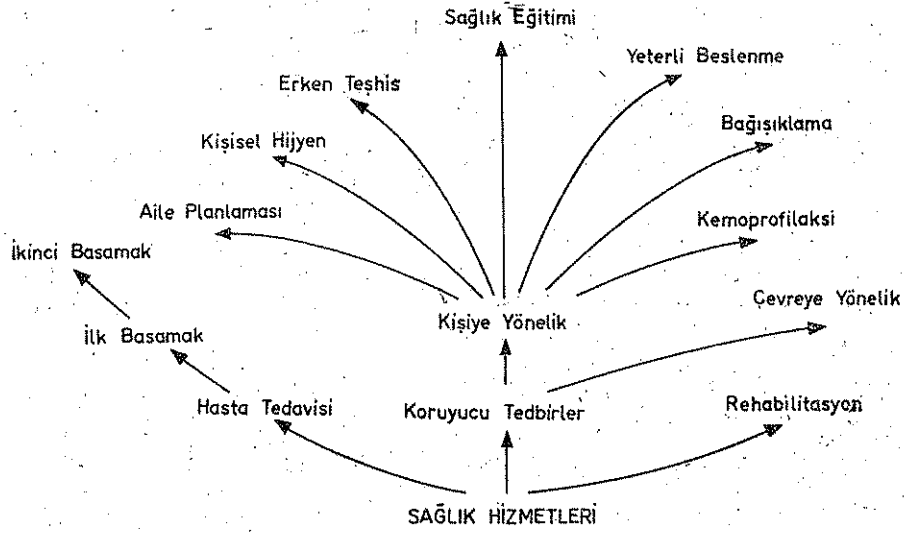 Sağlık Eğitimi
Yeterli Beslenme
Erken Teşhis
Bağışıklama
Kişisel Hijyen
Aile Planlaması
Kemoprofilaksi
İkinci Basamak
Çevreye Yönelik
İlk Basamak
Kişiye Yönelik
Hasta Tedavisi
Koruyucu Tedbirler
Rehabilitasyon
SAĞLIK HİZMETLERİ